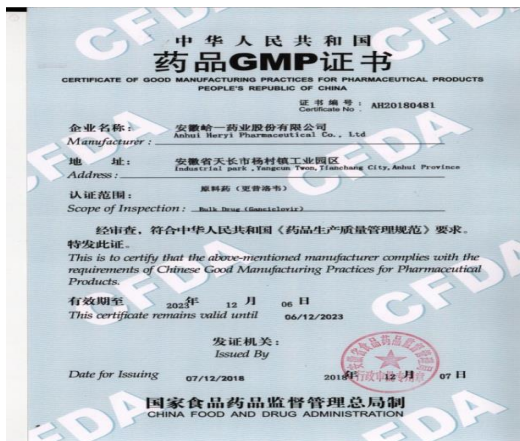 中华人民共和国
药品GMP证书
CERTIFICATE OF GOOD MANUFACTURING PRACTICES FOR PHARMACEUTICAL PRODUCTS
PEOPLE'S REPUBLIC OF CHINA
证书编号: AH20180481
Certificate No
企业名称: 安徽哈一药业股份有限公司
Manufacturer: Anhui Heryi Pharmaceutical Co., Ltd
地 址: 安徽省天长市杨村镇工业园区
Address: Industrial park ,Yangcun Twon,Tianchang City,Anhui Province
认证范围: 原料药(更昔洛韦)
Scope of Inspection: Bulk Drug (Ganciclovir)
经审查,符合中华人民共和国《药品生产质量管理规范》要求。
特发此证。
This is to certify that the above-mentioned manufacturer complies with the
requirements of Chinese Good Manufacturing Practices for Pharmaceutical
Products.
有效期至 2023年 12 月 06 日
This certificate remains valid until 06/12/2023
发证机关:
Issued By
Date for Issuing 07/12/2018 2018年 12 月 07 日
国家食品药品监督管理总局制
CHINA FOOD AND DRUG ADMINISTRATION
CFDA